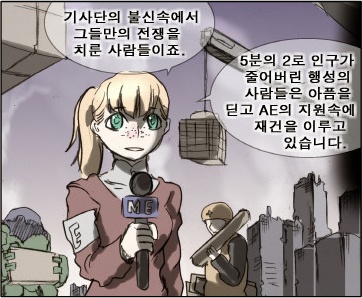 기사단의 불신속에서
그들만의 전쟁을
치룬 사람들이죠.
5분의 2로 인구가
줄어버린 행성의
사람들은 아픔을
딛고 AE의 지원속에
재건을 이루고
있습니다.
E
ME